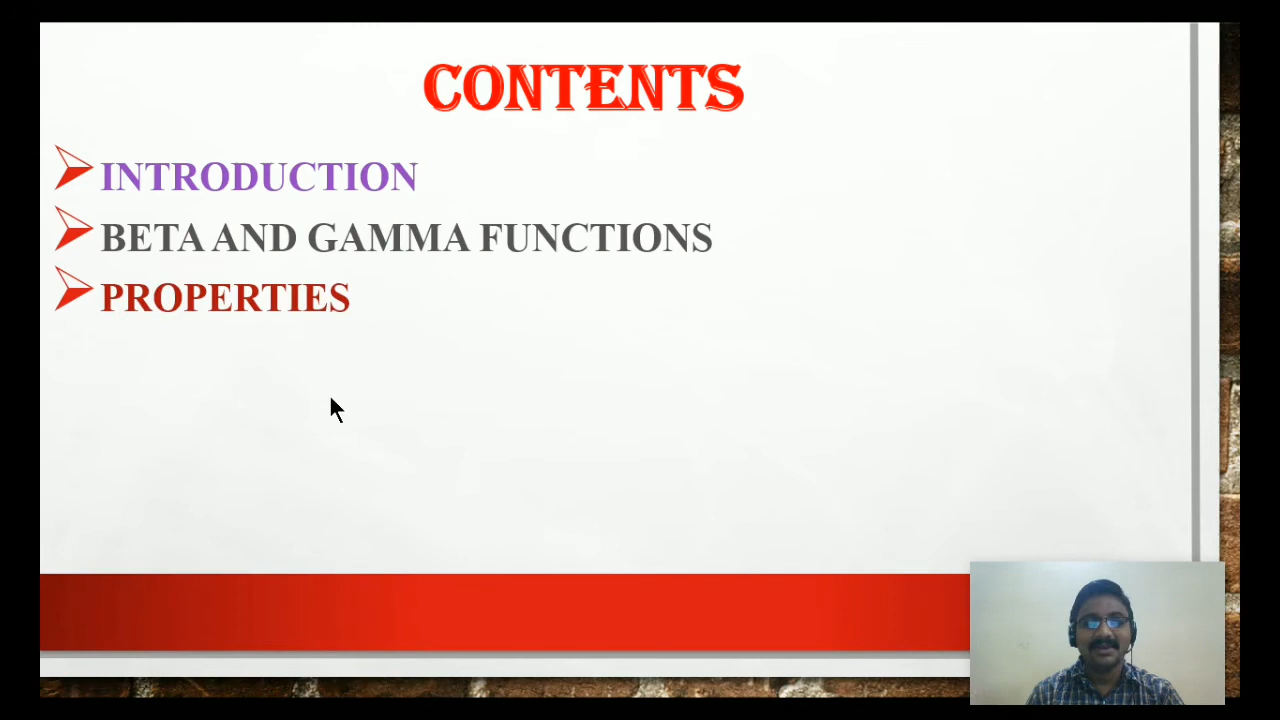 CONTENTS
INTRODUCTION
BETA AND GAMMA FUNCTIONS
PROPERTIES